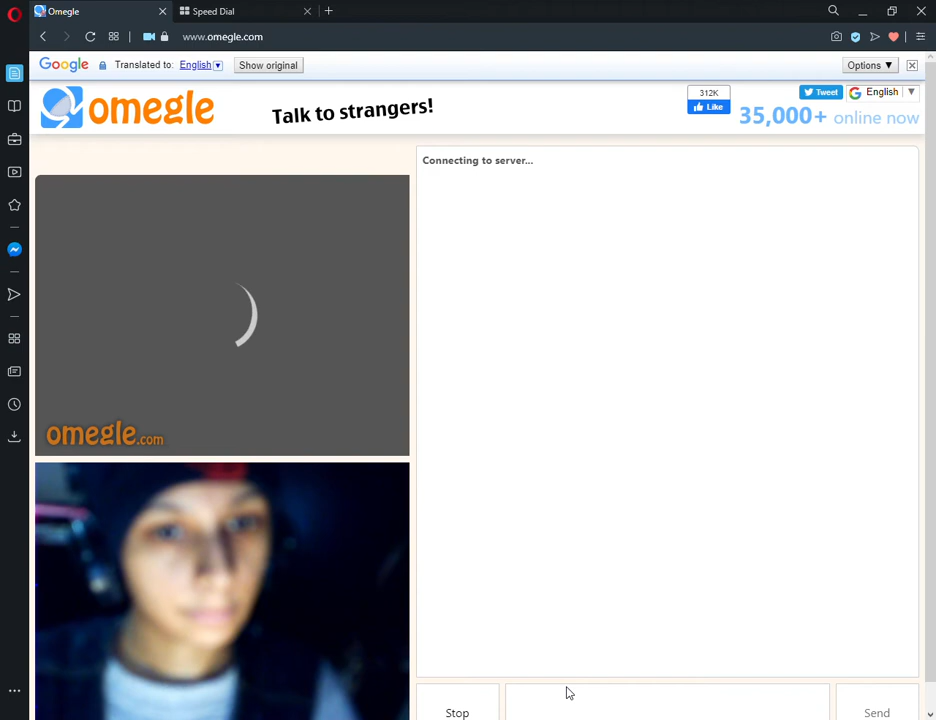 Omegle
Speed Dial
www.omegle.com
Google Translated to: English Show original Options ▼
omegle Talk to strangers!
312K
Like
Tweet
English ▼
35,000+ online now
Connecting to server...
omegle.com
Stop
Send